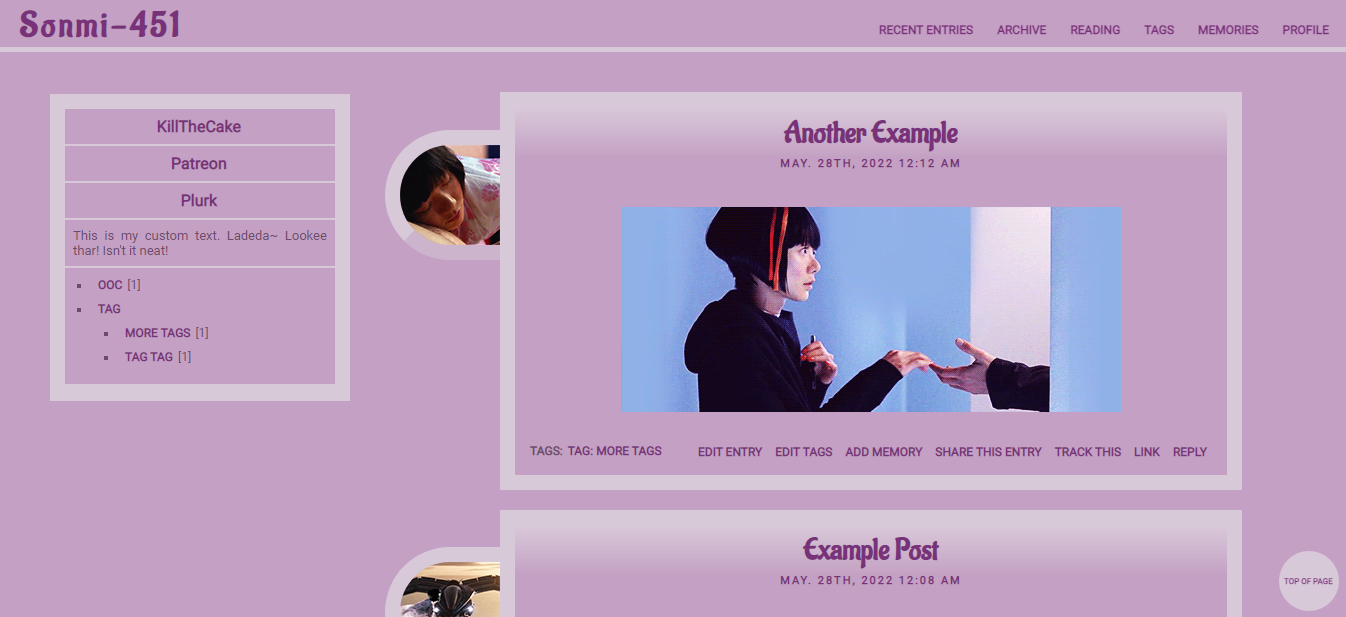 Sonmi-451
RECENT ENTRIES ARCHIVE READING TAGS MEMORIES PROFILE
KillTheCake
Patreon
Plurk
This is my custom text. Ladeda~ Lookee
thar! Isn't it neat!
OOC [1]
TAG
MORE TAGS [1]
TAG TAG [1]
Another Example
MAY. 28TH, 2022 12:12 AM
TAGS: TAG: MORE TAGS
EDIT ENTRY EDIT TAGS ADD MEMORY SHARE THIS ENTRY TRACK THIS LINK REPLY
Example Post
MAY. 28TH, 2022 12:08 AM
TOP OF PAGE